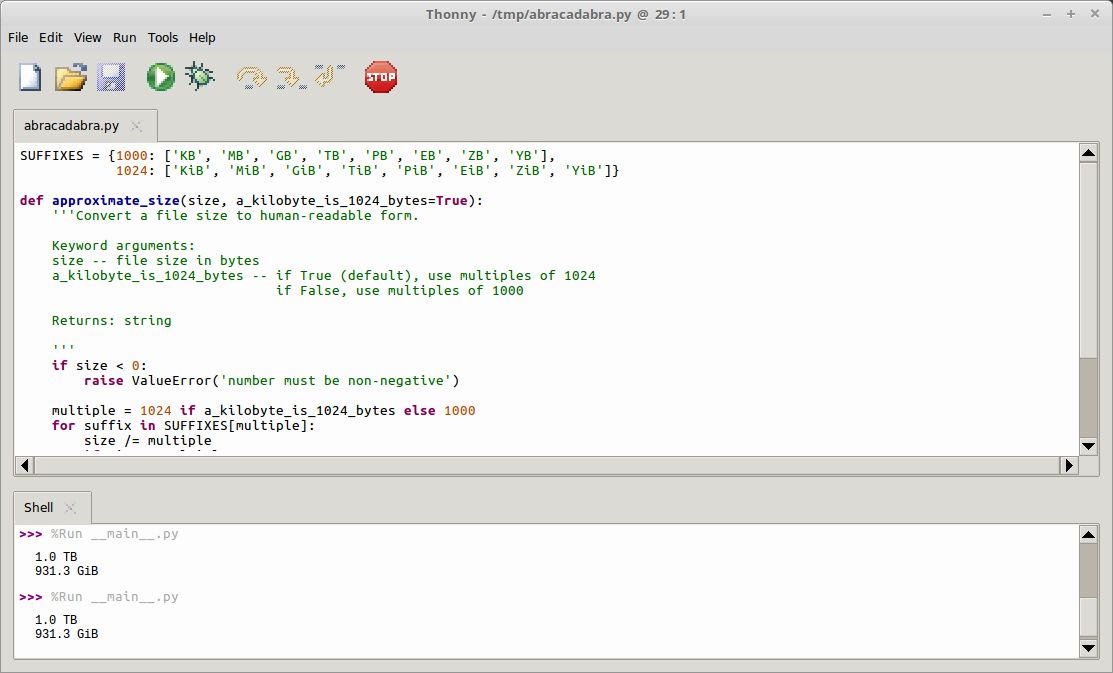 Thonny - /tmp/abracadabra.py @ 29:1
File Edit View Run Tools Help
STOP
abracadabra.py
SUFFIXES = {1000: ['KB', 'MB', 'GB', 'TB', 'PB', 'EB', 'ZB', 'YB'],
            1024: ['KiB', 'MiB', 'GiB', 'TiB', 'PiB', 'EiB', 'ZiB', 'YiB']}
def approximate_size(size, a_kilobyte_is_1024_bytes=True):
    '''Convert a file size to human-readable form.
    Keyword arguments:
    size -- file size in bytes
    a_kilobyte_is_1024_bytes -- if True (default), use multiples of 1024
                                if False, use multiples of 1000
    Returns: string
    '''
    if size < 0:
        raise ValueError('number must be non-negative')
    multiple = 1024 if a_kilobyte_is_1024_bytes else 1000
    for suffix in SUFFIXES[multiple]:
        size /= multiple
Shell
>>> %Run __main__.py
1.0 TB
931.3 GiB
>>> %Run __main__.py
1.0 TB
931.3 GiB